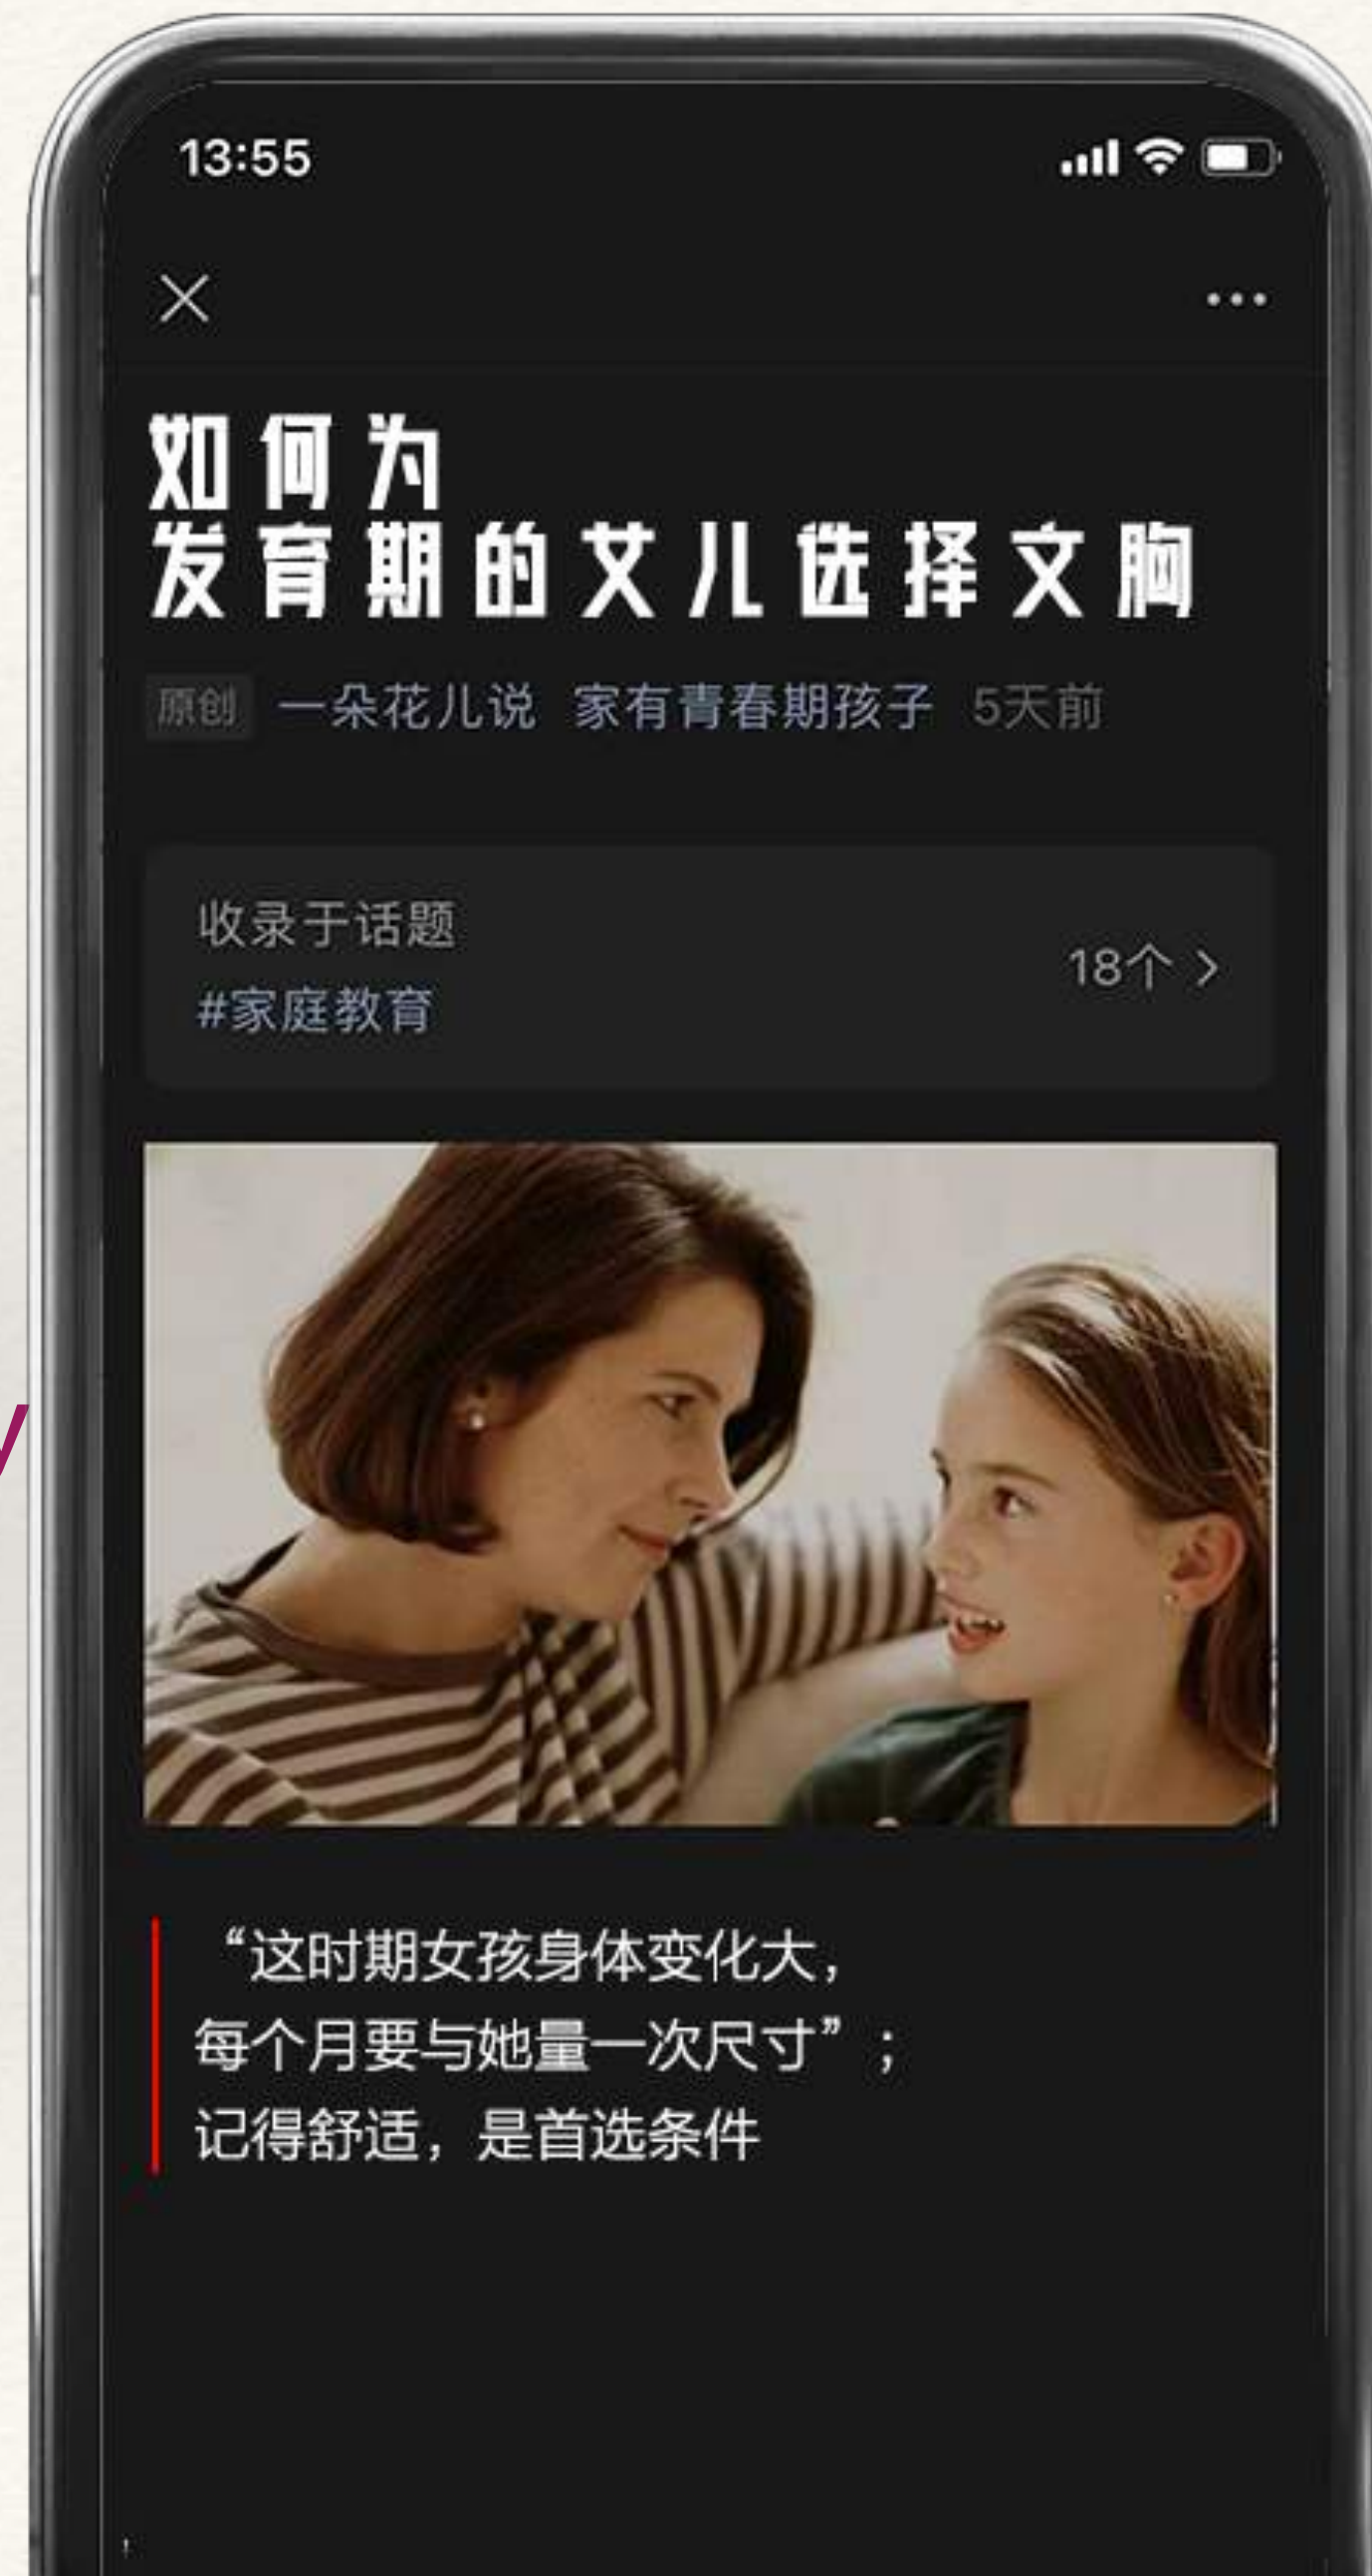 13:55
如何为
发育期的女儿选择文胸
原创 一朵花儿说 家有青春期孩子 5天前
收录于话题
#家庭教育
18个
y
“这时期女孩身体变化大，
每个月要与她量一次尺寸”；
记得舒适，是首选条件